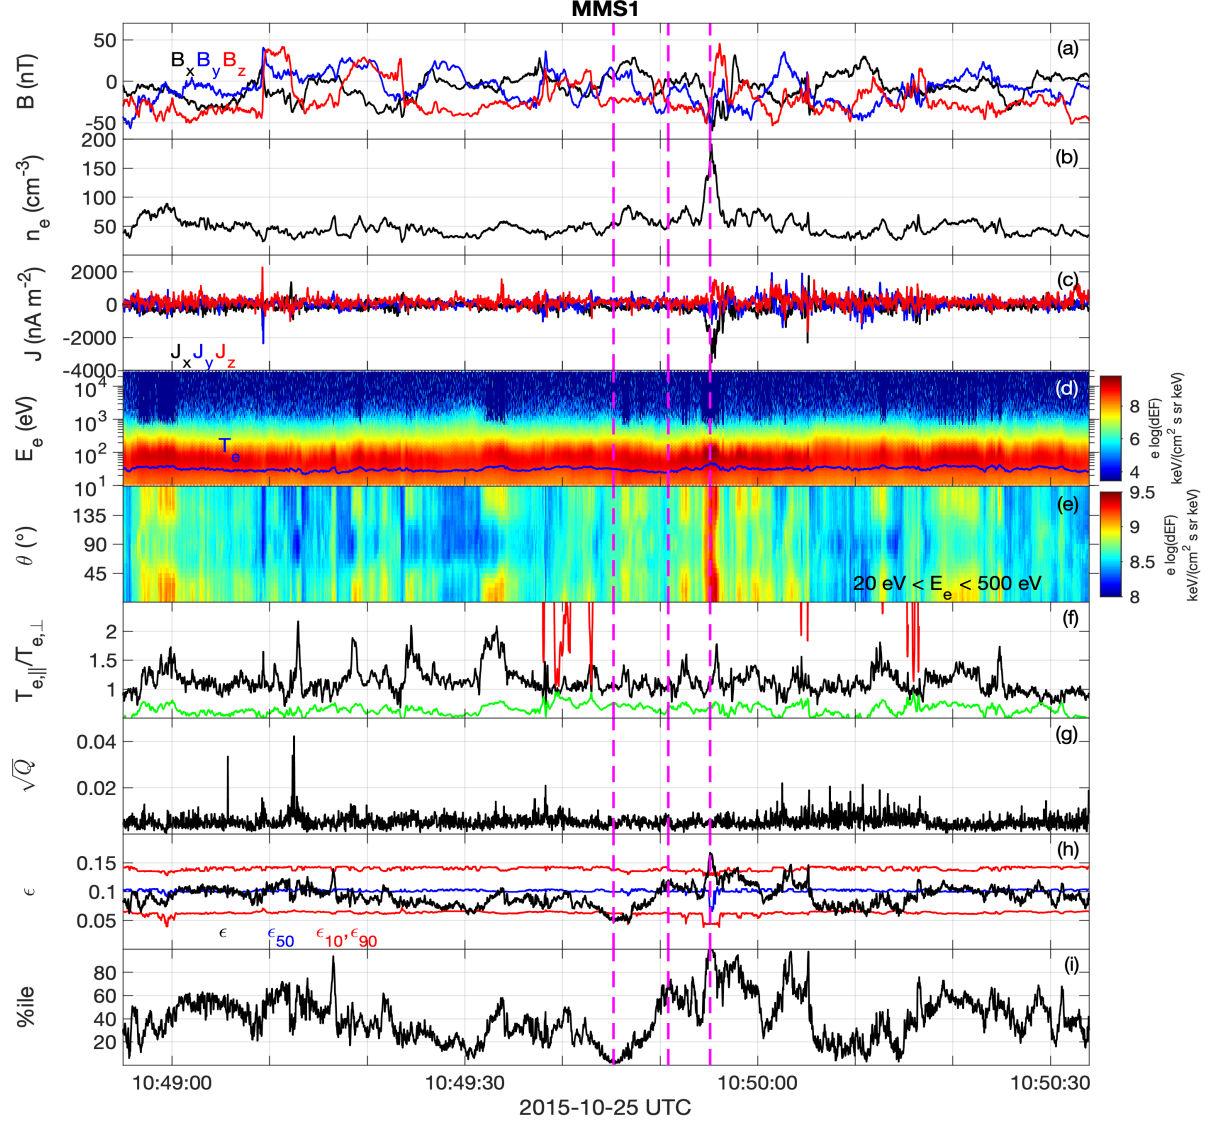 MMS1
B (nT)
50
0
-50
BxByBz
(a)
ne (cm-3)
200
150
100
50
(b)
J (nA m-2)
2000
0
-2000
-4000
JxJyJz
(c)
Ee (eV)
104
103
102
101
Te
(d)
8
6
4
e log(dEF)
keV/(cm2 s sr keV)
θ (°)
135
90
45
(e)
20 eV < Ee < 500 eV
9.5
9
8.5
8
e log(dEF)
keV/(cm2 s sr keV)
Te,||/Te,⊥
2
1.5
1
(f)
√Q
0.04
0.02
(g)
ϵ
0.15
0.1
0.05
ϵ ϵ50 ϵ10,ϵ90
(h)
%ile
80
60
40
20
(i)
10:49:00 10:49:30 10:50:00 10:50:30
2015-10-25 UTC